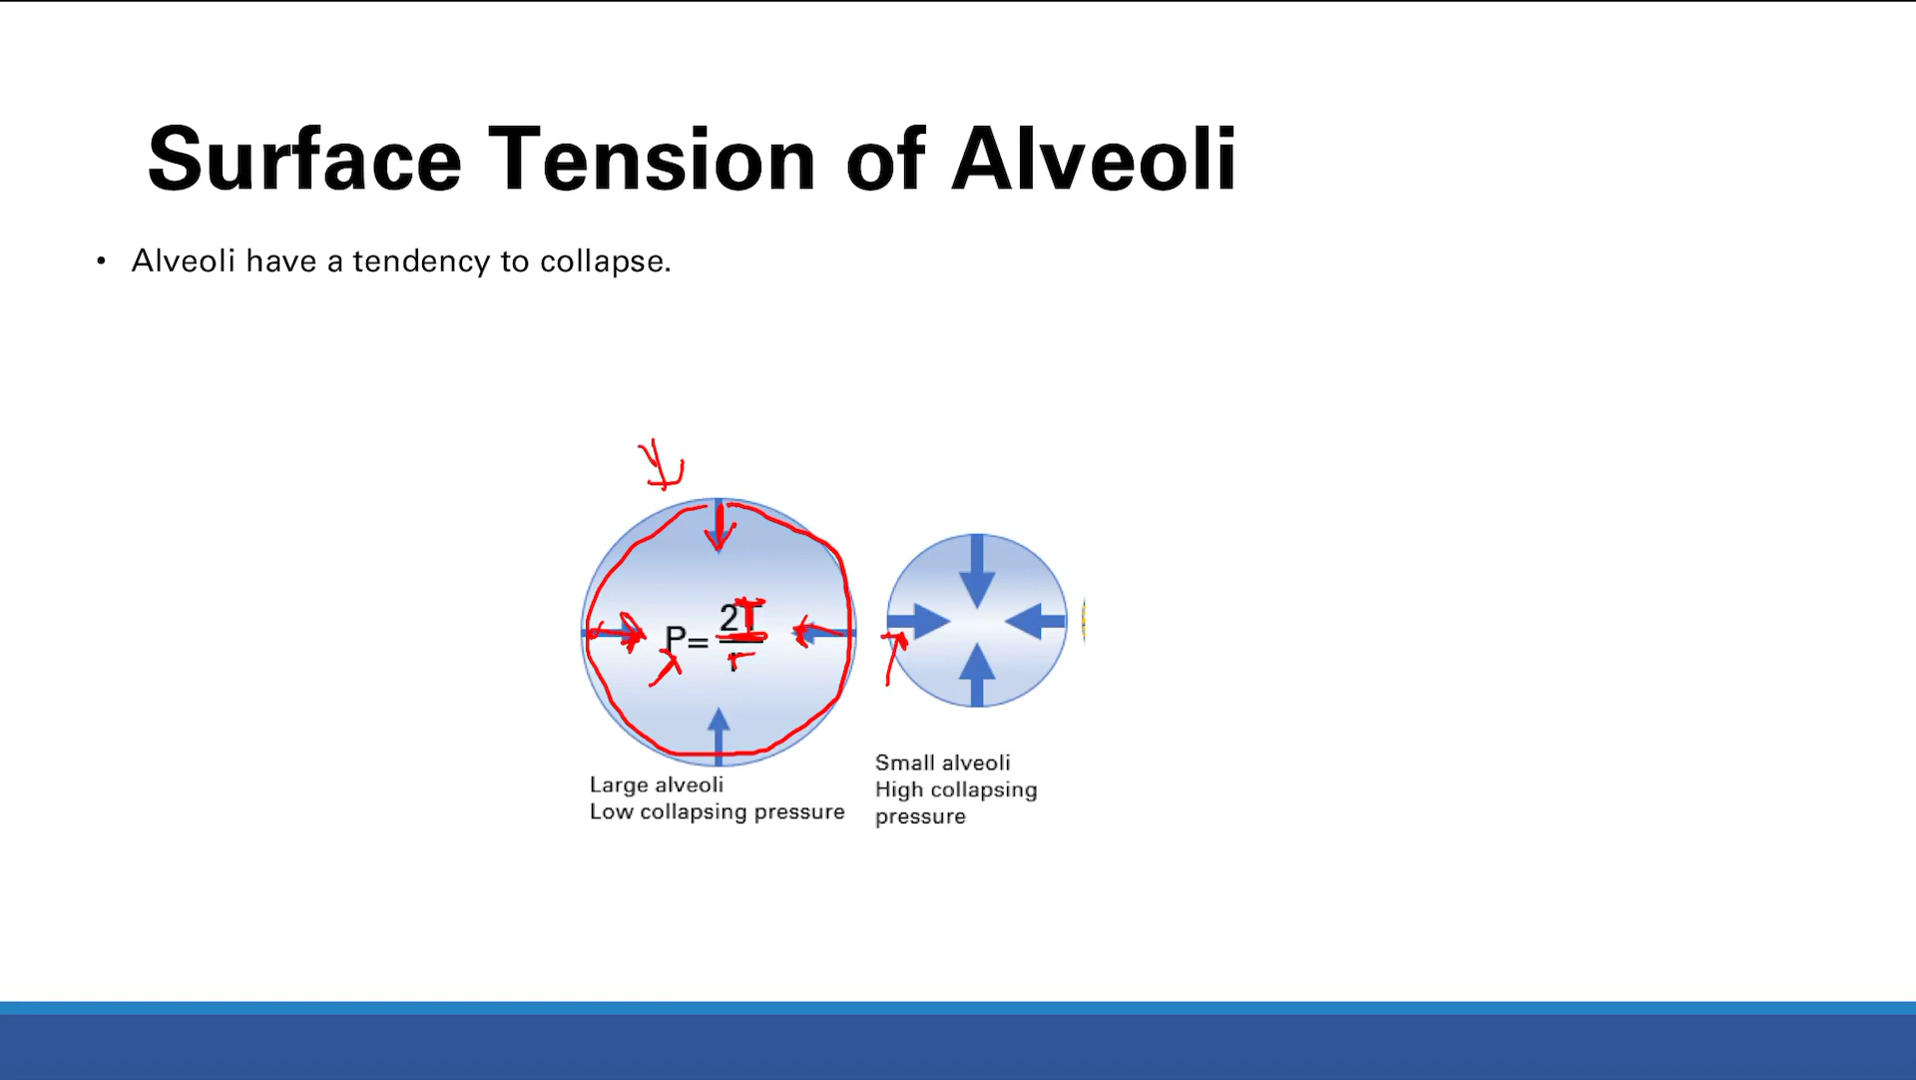 Surface Tension of Alveoli
• Alveoli have a tendency to collapse.
P= 2T/r
Large alveoli
Low collapsing pressure
Small alveoli
High collapsing
pressure